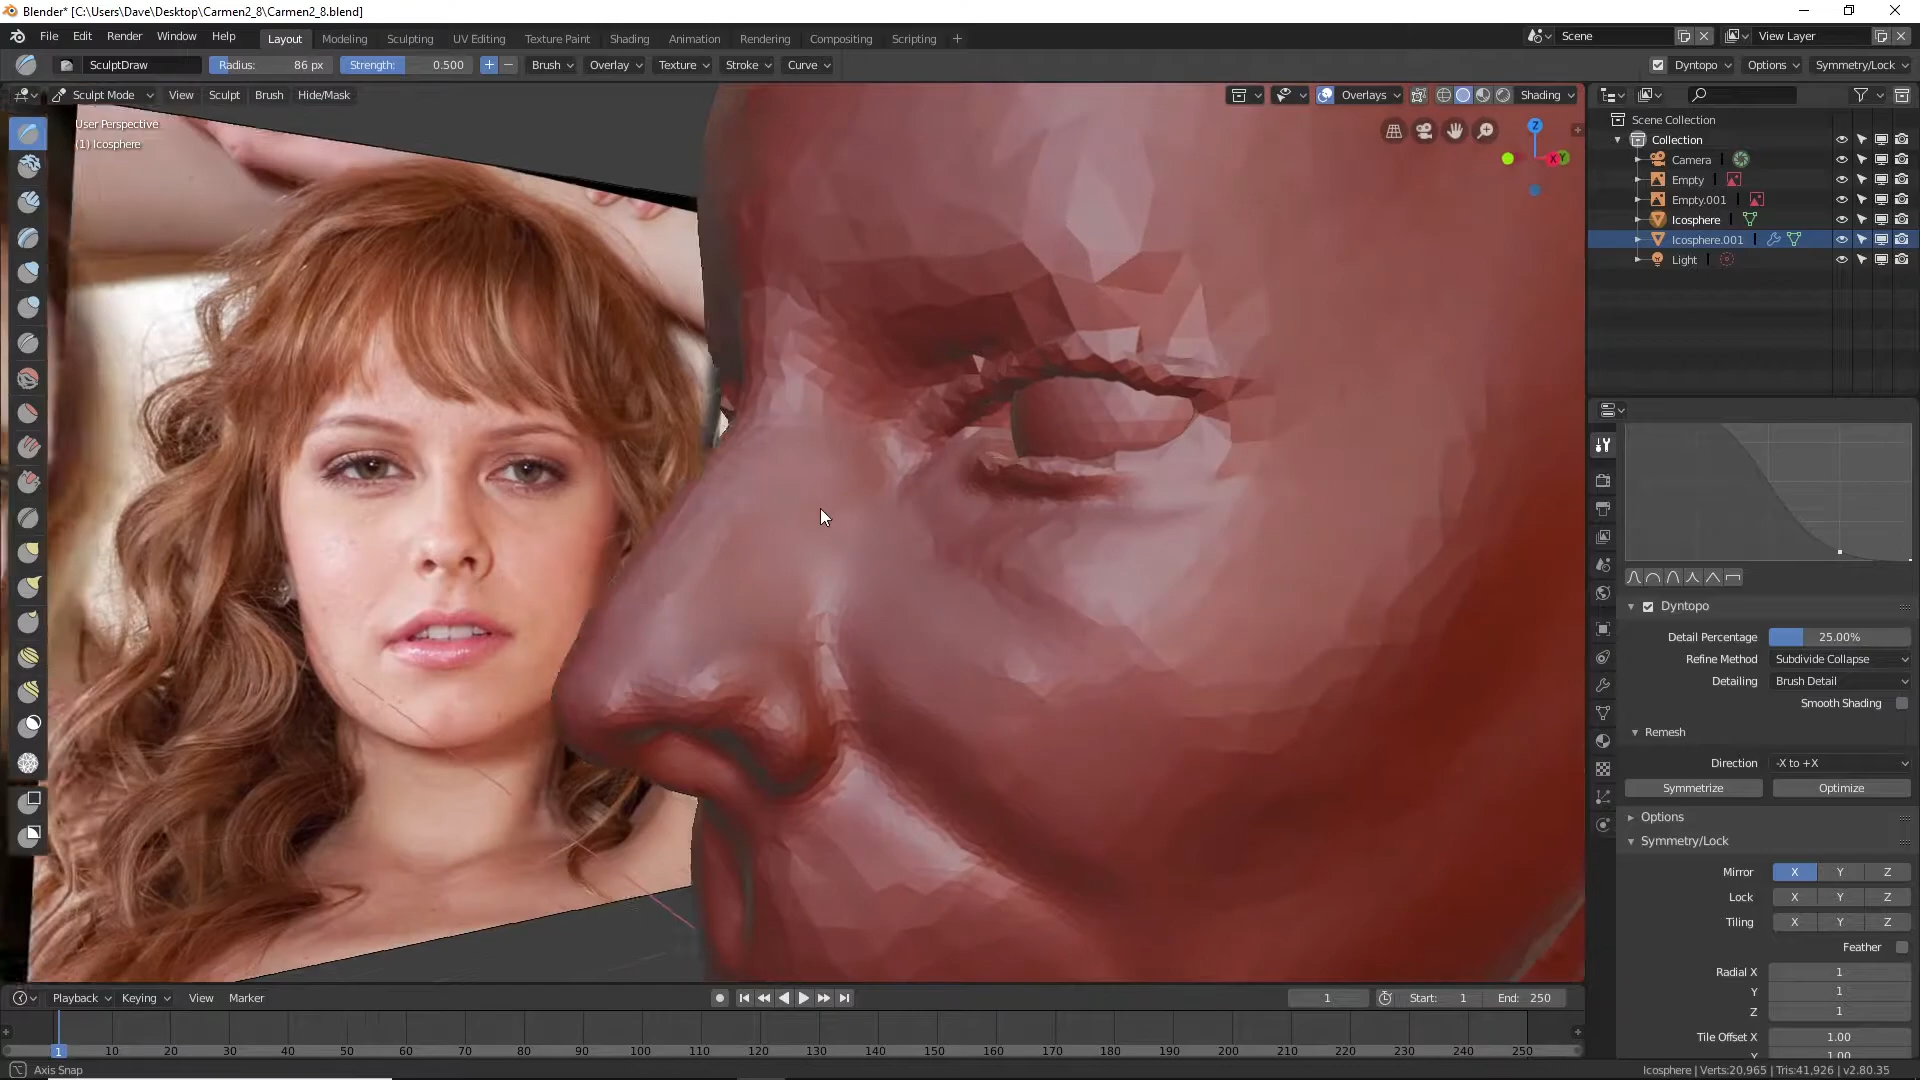 Blender* [C:\Users\Dave\Desktop\Carmen2_8\Carmen2_8.blend]
File Edit Render Window Help Layout Modeling Sculpting UV Editing Texture Paint Shading Animation Rendering Compositing Scripting + Scene View Layer
SculptDraw Radius: 86 px Strength: 0.500 + − Brush Overlay Texture Stroke Curve Dyntopo Options Symmetry/Lock
Sculpt Mode View Sculpt Brush Hide/Mask Overlays Shading
User Perspective
(1) Icosphere
Z
X Y
Scene Collection
Collection
Camera
Empty
Empty.001
Icosphere
Icosphere.001
Light
Dyntopo
Detail Percentage 25.00%
Refine Method Subdivide Collapse
Detailing Brush Detail
Smooth Shading
Remesh
Direction -X to +X
Symmetrize Optimize
Options
Symmetry/Lock
Mirror X Y Z
Lock X Y Z
Tiling X Y Z
Feather
Radial X 1
Y 1
Z 1
Tile Offset X 1.00
Y 1.00
Playback Keying View Marker 1 Start: 1 End: 250
1 10 20 30 40 50 60 70 80 90 100 110 120 130 140 150 160 170 180 190 200 210 220 230 240 250
Axis Snap Icosphere | Verts:20,965 | Tris:41,926 | v2.80.35